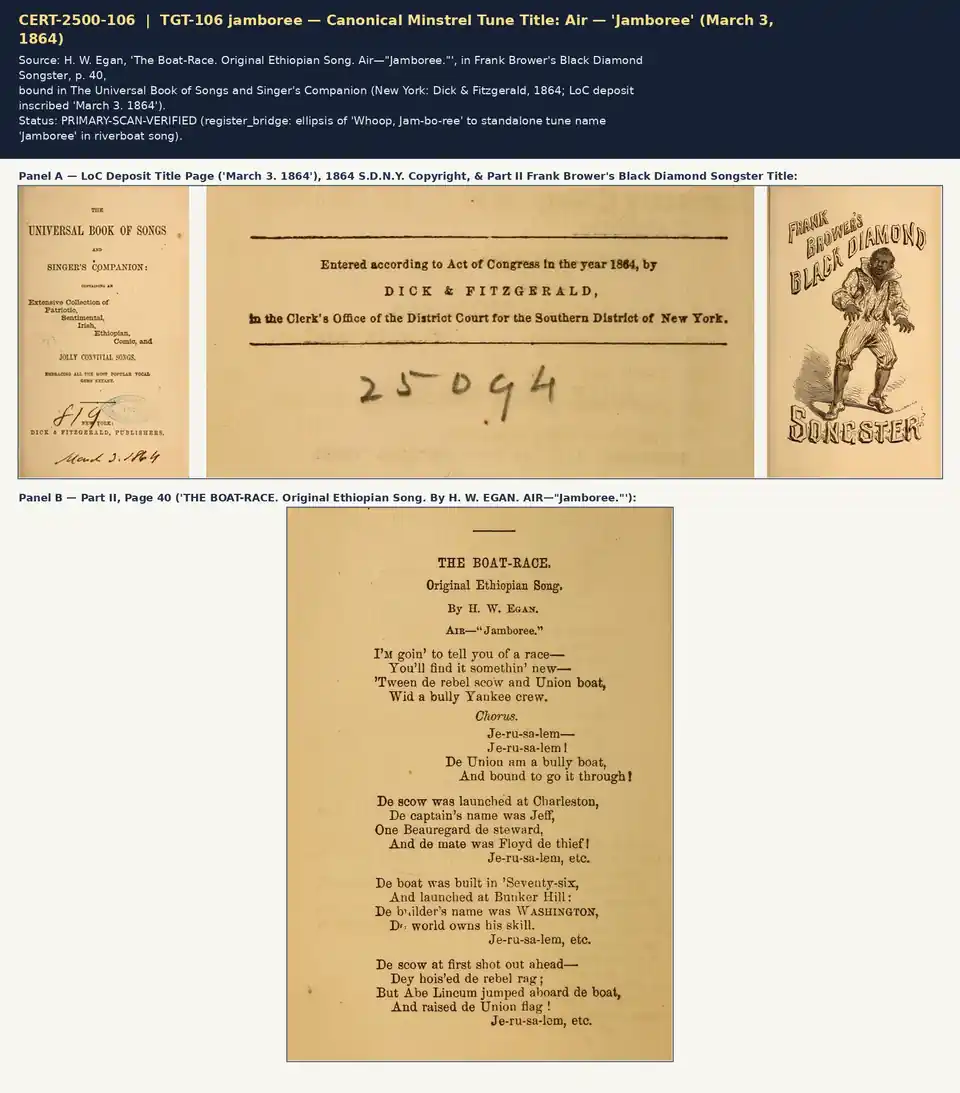 CERT-2500-106 | TGT-106 jamboree — Canonical Minstrel Tune Title: Air — 'Jamboree' (March 3,
1864)
Source: H. W. Egan, 'The Boat-Race. Original Ethiopian Song. Air—"Jamboree."', in Frank Brower's Black Diamond
Songster, p. 40,
bound in The Universal Book of Songs and Singer's Companion (New York: Dick & Fitzgerald, 1864; LoC deposit
inscribed 'March 3. 1864').
Status: PRIMARY-SCAN-VERIFIED (register_bridge: ellipsis of 'Whoop, Jam-bo-ree' to standalone tune name
'Jamboree' in riverboat song).
Panel A — LoC Deposit Title Page ('March 3. 1864'), 1864 S.D.N.Y. Copyright, & Part II Frank Brower's Black Diamond Songster Title:
THE
UNIVERSAL BOOK OF SONGS
AND
SINGER'S COMPANION:
CONTAINING AN
Extensive Collection of
Patriotic,
Sentimental,
Irish,
Ethiopian,
Comic, and
JOLLY CONVIVIAL SONGS.
EMBRACING ALL THE MOST POPULAR VOCAL
GEMS EXTANT.
819
NEW YORK:
DICK & FITZGERALD, PUBLISHERS.
March 3. 1864
Entered according to Act of Congress in the year 1864, by
DICK & FITZGERALD,
in the Clerk's Office of the District Court for the Southern District of New York.
25094
FRANK
BROWER'S
BLACK DIAMOND
SONGSTER
Panel B — Part II, Page 40 ('THE BOAT-RACE. Original Ethiopian Song. By H. W. EGAN. AIR—"Jamboree."'):
THE BOAT-RACE.
Original Ethiopian Song.
By H. W. EGAN.
AIR—"Jamboree."
I'M goin' to tell you of a race—
You'll find it somethin' new—
'Tween de rebel scow and Union boat,
Wid a bully Yankee crew.
Chorus.
Je-ru-sa-lem—
Je-ru-sa-lem!
De Union am a bully boat,
And bound to go it through!
De scow was launched at Charleston,
De captain's name was Jeff,
One Beauregard de steward,
And de mate was Floyd de thief!
Je-ru-sa-lem, etc.
De boat was built in 'Seventy-six,
And launched at Bunker Hill:
De builder's name was WASHINGTON,
De world owns his skill.
Je-ru-sa-lem, etc.
De scow at first shot out ahead—
Dey hois'ed de rebel rag;
But Abe Lincum jumped aboard de boat,
And raised de Union flag!
Je-ru-sa-lem, etc.